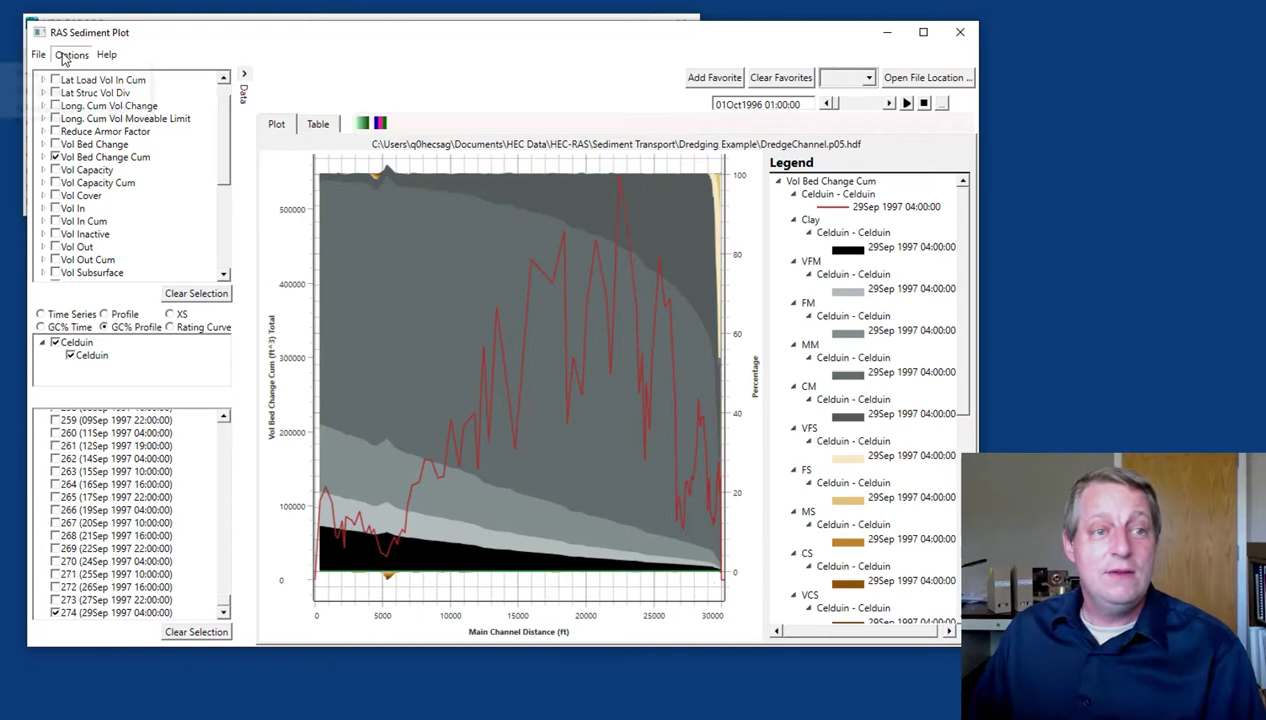 RAS Sediment Plot
File Options Help
Add Favorite Clear Favorites Open File Location ...
01Oct1996 01:00:00 ...
Data
Lat Load Vol In Cum
Lat Struc Vol Div
Long. Cum Vol Change
Long. Cum Vol Moveable Limit
Reduce Armor Factor
Vol Bed Change
Vol Bed Change Cum
Vol Capacity
Vol Capacity Cum
Vol Cover
Vol In
Vol In Cum
Vol Inactive
Vol Out
Vol Out Cum
Vol Subsurface
Clear Selection
Time Series Profile XS
GC% Time GC% Profile Rating Curve
Celduin
Celduin
260 (11Sep 1997 04:00:00)
261 (12Sep 1997 19:00:00)
262 (14Sep 1997 04:00:00)
263 (15Sep 1997 10:00:00)
264 (16Sep 1997 16:00:00)
265 (17Sep 1997 22:00:00)
266 (19Sep 1997 04:00:00)
267 (20Sep 1997 10:00:00)
268 (21Sep 1997 16:00:00)
269 (22Sep 1997 22:00:00)
270 (24Sep 1997 04:00:00)
271 (25Sep 1997 10:00:00)
272 (26Sep 1997 16:00:00)
273 (27Sep 1997 22:00:00)
274 (29Sep 1997 04:00:00)
Clear Selection
Plot Table
C:\Users\q0hecsag\Documents\HEC Data\HEC-RAS\Sediment Transport\Dredging Example\DredgeChannel.p05.hdf
Vol Bed Change Cum (ft^3) Total
500000
400000
300000
200000
100000
0
100
80
60
40
20
0
Percentage
0 5000 10000 15000 20000 25000 30000
Main Channel Distance (ft)
Legend
Vol Bed Change Cum
Celduin - Celduin
29Sep 1997 04:00:00
Clay
Celduin - Celduin
29Sep 1997 04:00:00
VFM
Celduin - Celduin
29Sep 1997 04:00:00
FM
Celduin - Celduin
29Sep 1997 04:00:00
MM
Celduin - Celduin
29Sep 1997 04:00:00
CM
Celduin - Celduin
29Sep 1997 04:00:00
VFS
Celduin - Celduin
29Sep 1997 04:00:00
FS
Celduin - Celduin
29Sep 1997 04:00:00
MS
Celduin - Celduin
29Sep 1997 04:00:00
CS
Celduin - Celduin
29Sep 1997 04:00:00
VCS
Celduin - Celduin
29Sep 1997 04:00:00